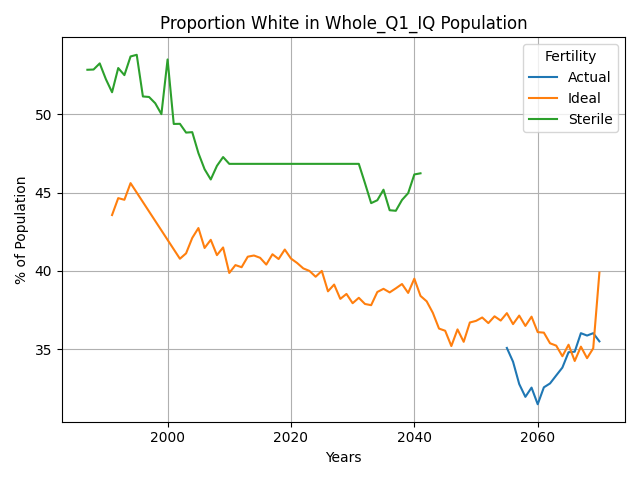 Proportion White in Whole_Q1_IQ Population
Fertility
Actual
Ideal
Sterile
% of Population
50
45
40
35
2000
2020
2040
2060
Years